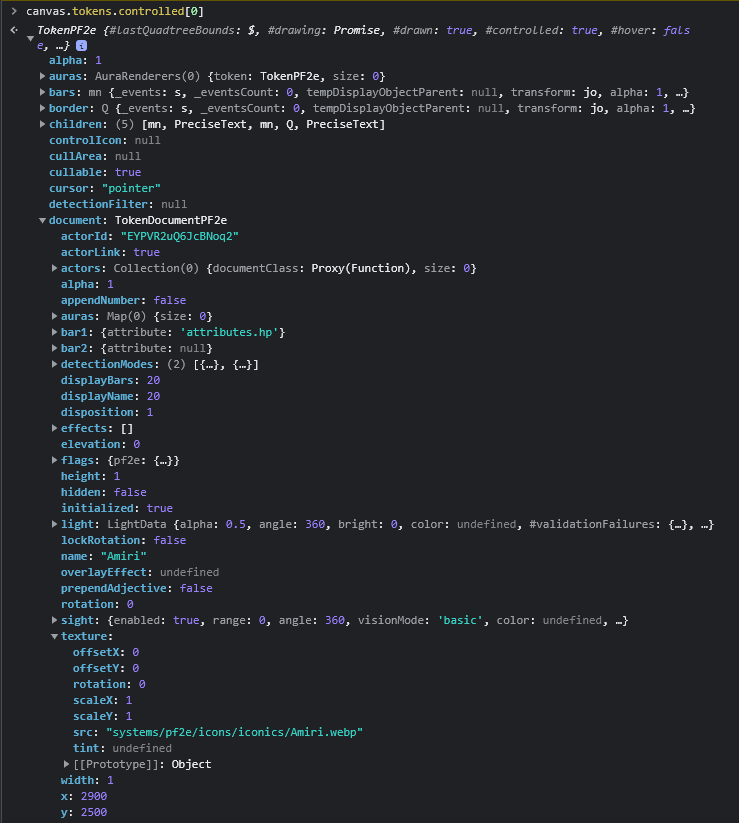 canvas.tokens.controlled[0]
TokenPF2e {#lastQuadtreeBounds: $, #drawing: Promise, #drawn: true, #controlled: true, #hover: fals
e, …} i
alpha: 1
auras: AuraRenderers(0) {token: TokenPF2e, size: 0}
bars: mn {_events: s, _eventsCount: 0, tempDisplayObjectParent: null, transform: jo, alpha: 1, …}
border: Q {_events: s, _eventsCount: 0, tempDisplayObjectParent: null, transform: jo, alpha: 1, …}
children: (5) [mn, PreciseText, mn, Q, PreciseText]
controlIcon: null
cullArea: null
cullable: true
cursor: "pointer"
detectionFilter: null
document: TokenDocumentPF2e
actorId: "EYPVR2uQ6JcBNoq2"
actorLink: true
actors: Collection(0) {documentClass: Proxy(Function), size: 0}
alpha: 1
appendNumber: false
auras: Map(0) {size: 0}
bar1: {attribute: 'attributes.hp'}
bar2: {attribute: null}
detectionModes: (2) [{…}, {…}]
displayBars: 20
displayName: 20
disposition: 1
effects: []
elevation: 0
flags: {pf2e: {…}}
height: 1
hidden: false
initialized: true
light: LightData {alpha: 0.5, angle: 360, bright: 0, color: undefined, #validationFailures: {…}, …}
lockRotation: false
name: "Amiri"
overlayEffect: undefined
prependAdjective: false
rotation: 0
sight: {enabled: true, range: 0, angle: 360, visionMode: 'basic', color: undefined, …}
texture:
offsetX: 0
offsetY: 0
rotation: 0
scaleX: 1
scaleY: 1
src: "systems/pf2e/icons/iconics/Amiri.webp"
tint: undefined
[[Prototype]]: Object
width: 1
x: 2900
y: 2500